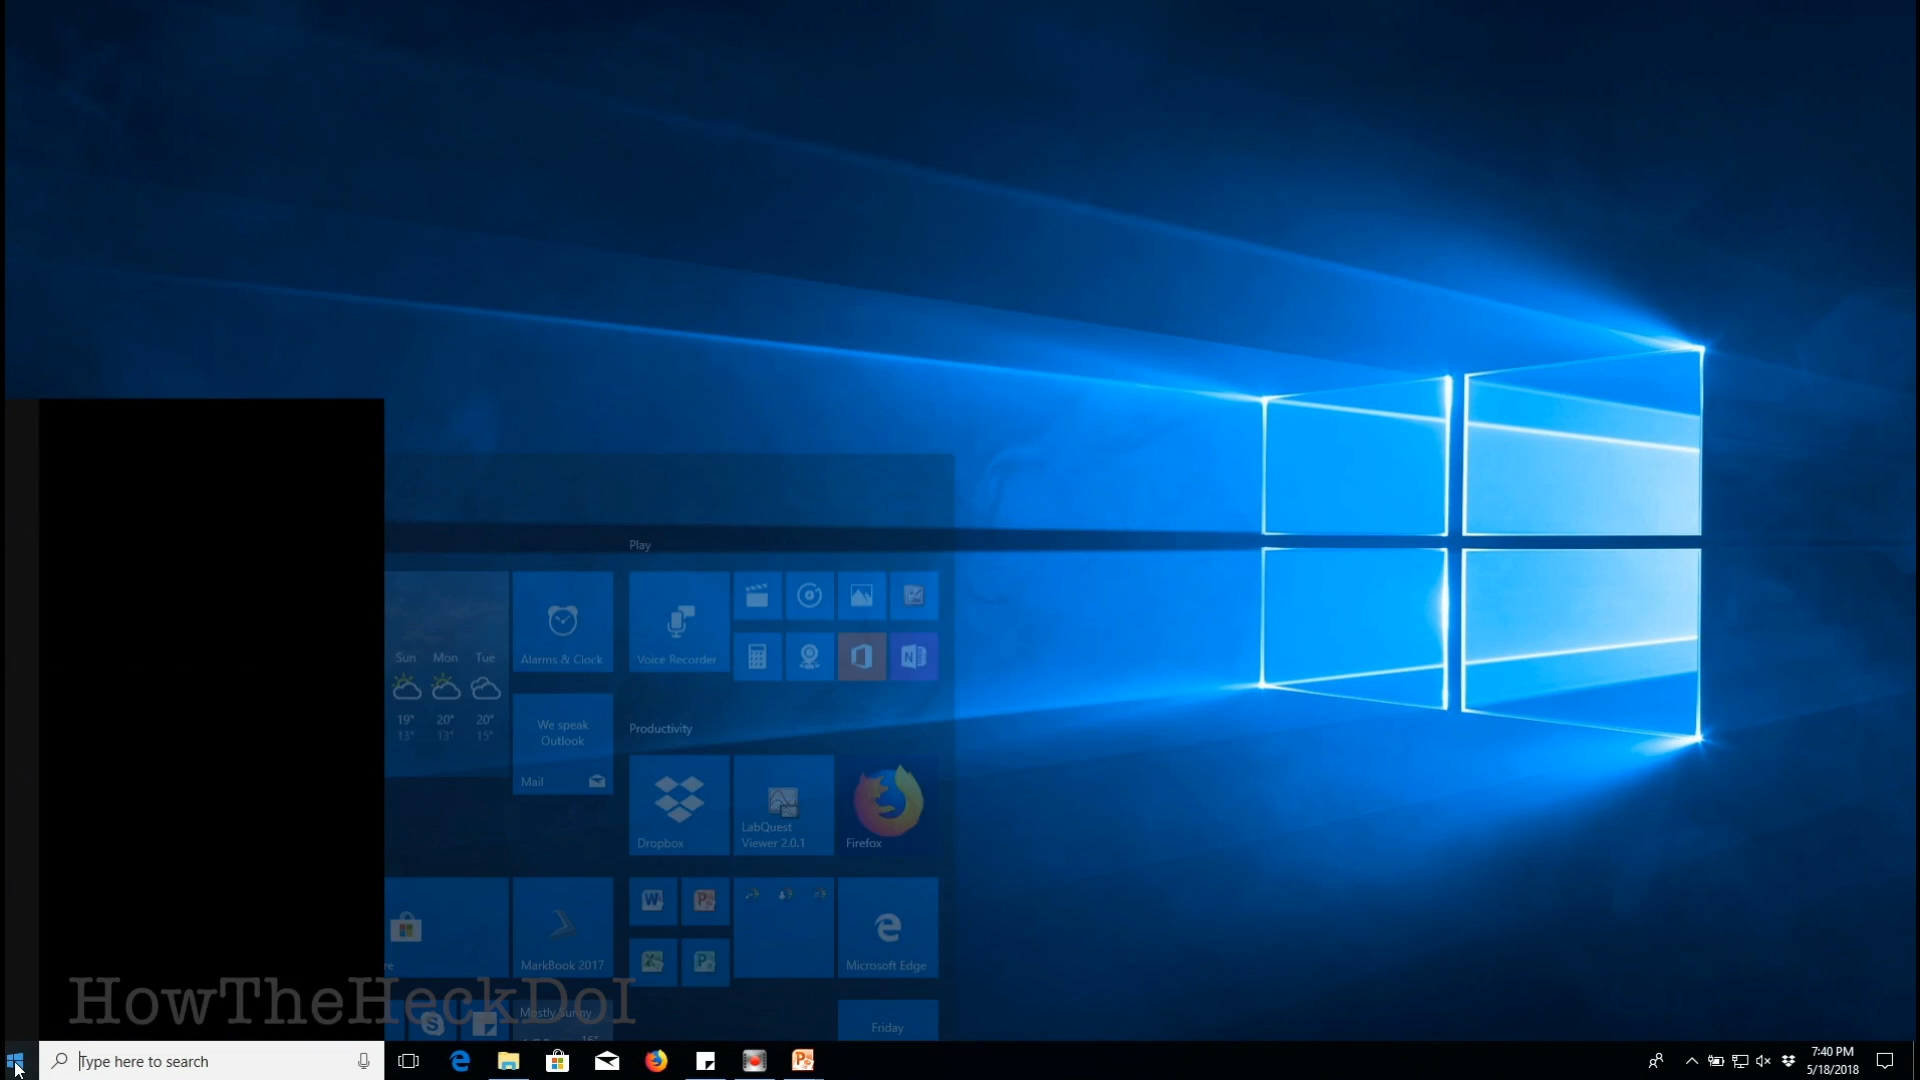 Play
Alarms & Clock
Voice Recorder
Sun Mon Tue
19° 20° 20°
13° 13° 15°
We speak
Outlook
Mail
Productivity
Dropbox
LabQuest
Viewer 2.0.1
Firefox
re
MarkBook 2017
Microsoft Edge
HowTheHeckDoI
Mostly Sunny
Friday
Type here to search
7:40 PM
5/18/2018